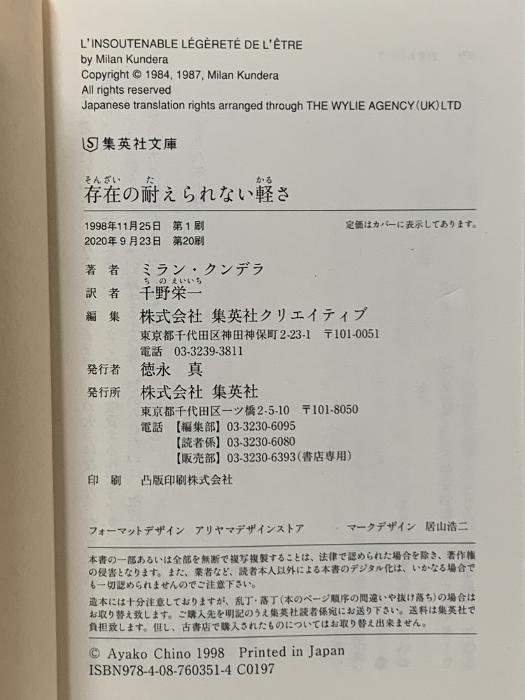 L'INSOUTENABLE LÉGÈRETÉ DE L'ÊTRE
by Milan Kundera
Copyright © 1984, 1987, Milan Kundera
All rights reserved
Japanese translation rights arranged through THE WYLIE AGENCY(UK)LTD
S 集英社文庫
そんざい た かる
存在の耐えられない軽さ
1998年11月25日 第1刷
2020年9月23日 第20刷
定価はカバーに表示してあります。
著 者 ミラン・クンデラ
ちの えいいち
訳 者 千野栄一
編 集 株式会社 集英社クリエイティブ
東京都千代田区神田神保町2-23-1 〒101-0051
電話 03-3239-3811
発行者 徳永 真
発行所 株式会社 集英社
東京都千代田区一ツ橋2-5-10 〒101-8050
電話 【編集部】03-3230-6095
【読者係】03-3230-6080
【販売部】03-3230-6393(書店専用)
印 刷 凸版印刷株式会社
フォーマットデザイン アリヤマデザインストア マークデザイン 居山浩二
本書の一部あるいは全部を無断で複写複製することは、法律で認められた場合を除き、著作権
の侵害となります。また、業者など、読者本人以外による本書のデジタル化は、いかなる場合で
も一切認められませんのでご注意下さい。
造本には十分注意しておりますが、乱丁・落丁(本のページ順序の間違いや抜け落ち)の場合は
お取り替え致します。ご購入先を明記のうえ集英社読者係宛にお送り下さい。送料は集英社で
負担致します。但し、古書店で購入されたものについてはお取り替え出来ません。
© Ayako Chino 1998 Printed in Japan
ISBN978-4-08-760351-4 C0197